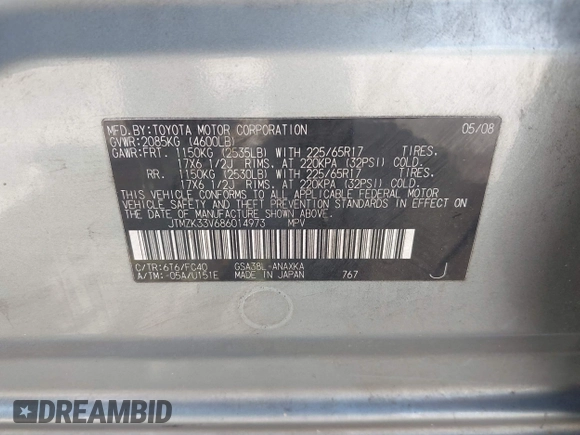 MFD.BY:TOYOTA MOTOR CORPORATION 05/08
GVWR:2085KG (4600LB)
GAWR:FRT. 1150KG (2535LB) WITH 225/65R17 TIRES.
17X6 1/2J RIMS. AT 220KPA (32PSI) COLD.
RR. 1150KG (2530LB) WITH 225/65R17 TIRES.
17X6 1/2J RIMS. AT 220KPA (32PSI) COLD.
THIS VEHICLE CONFORMS TO ALL APPLICABLE FEDERAL MOTOR
VEHICLE SAFETY AND THEFT PREVENTION STANDARDS IN EFFECT ON
THE DATE OF MANUFACTURE SHOWN ABOVE.
JTMZK33V686014973 MPV
C/TR:6T6/FC40 GSA38L-ANAXKA
A/TM:-05A/U151E MADE IN JAPAN 767 J
DREAMBID